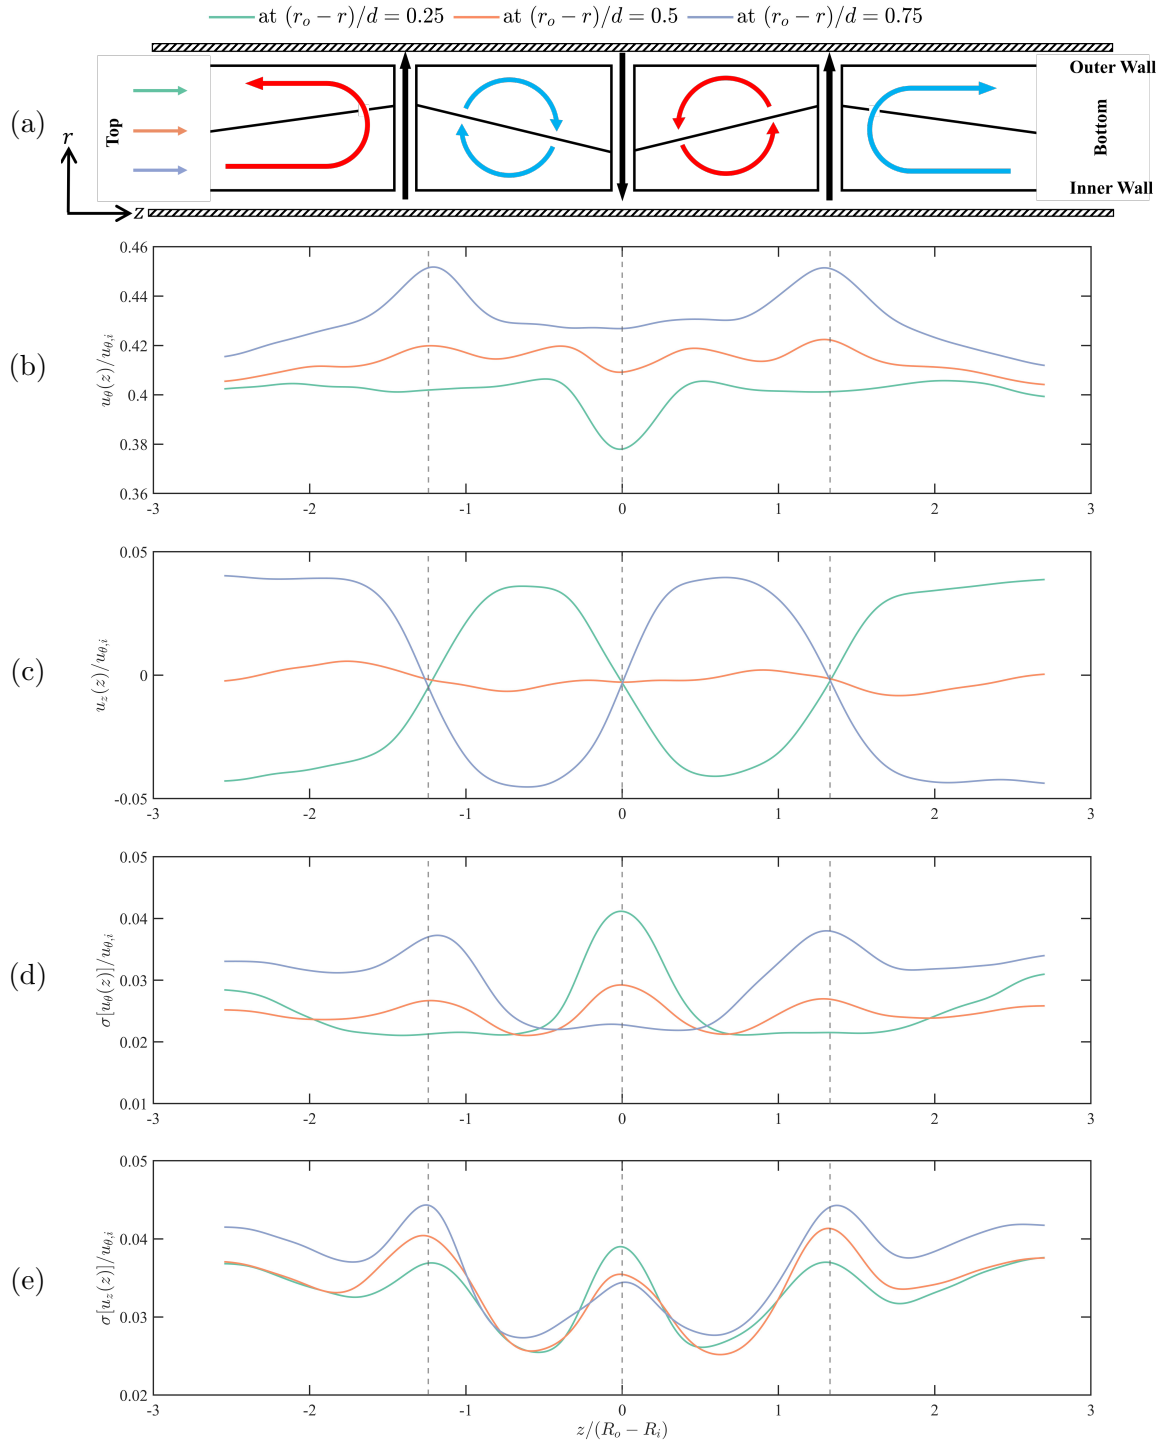 at (r_o − r)/d = 0.25 at (r_o − r)/d = 0.5 at (r_o − r)/d = 0.75
(a)
Top
Outer Wall
Bottom
Inner Wall
r
z
(b)
u_θ(z)/u_θ,i
0.46
0.44
0.42
0.4
0.38
0.36
-3 -2 -1 0 1 2 3
(c)
u_z(z)/u_θ,i
0.05
0
-0.05
-3 -2 -1 0 1 2 3
(d)
σ[u_θ(z)]/u_θ,i
0.05
0.04
0.03
0.02
0.01
-3 -2 -1 0 1 2 3
(e)
σ[u_z(z)]/u_θ,i
0.05
0.04
0.03
0.02
-3 -2 -1 0 1 2 3
z/(R_o − R_i)